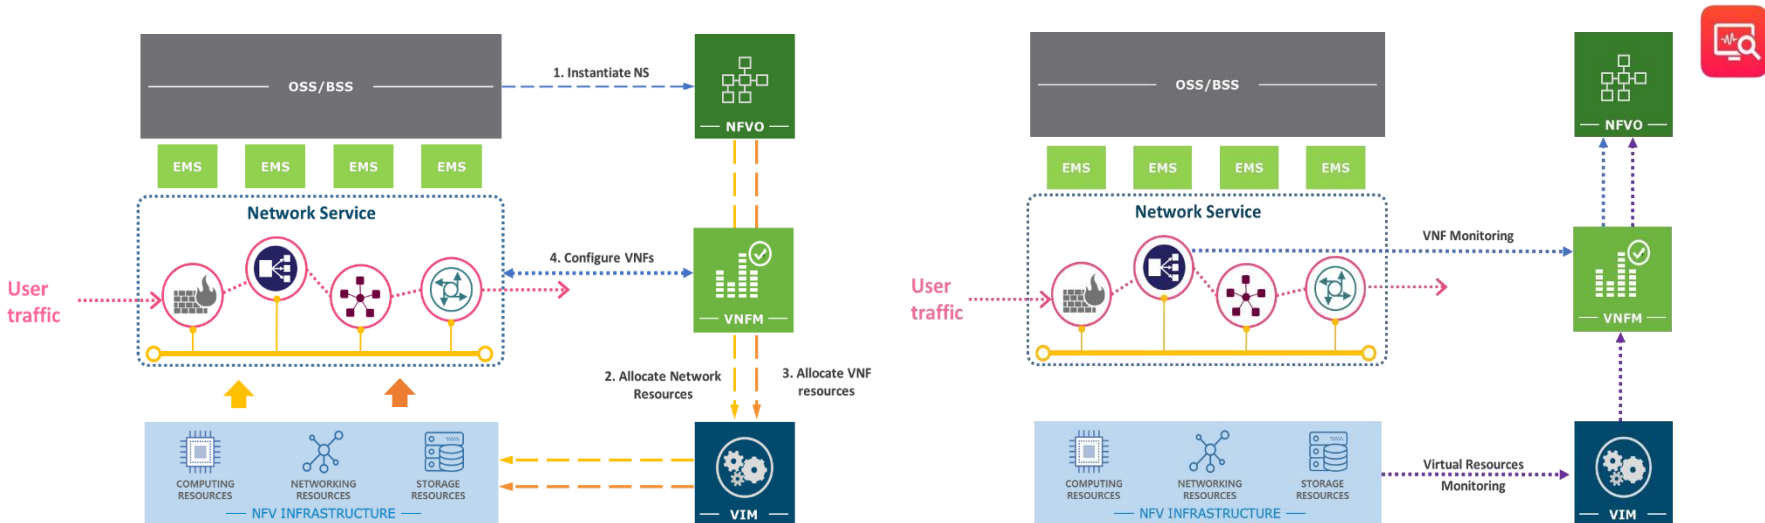 OSS/BSS
1. Instantiate NS
NFVO
EMS
EMS
EMS
EMS
Network Service
4. Configure VNFs
User
traffic
VNFM
2. Allocate Network
Resources
3. Allocate VNF
resources
COMPUTING
RESOURCES
NETWORKING
RESOURCES
STORAGE
RESOURCES
NFV INFRASTRUCTURE
VIM
OSS/BSS
NFVO
EMS
EMS
EMS
EMS
Network Service
VNF Monitoring
User
traffic
VNFM
COMPUTING
RESOURCES
NETWORKING
RESOURCES
STORAGE
RESOURCES
NFV INFRASTRUCTURE
Virtual Resources
Monitoring
VIM